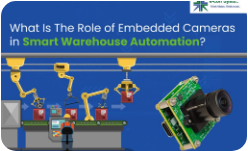 What Is The Role of Embedded Cameras
in Smart Warehouse Automation?